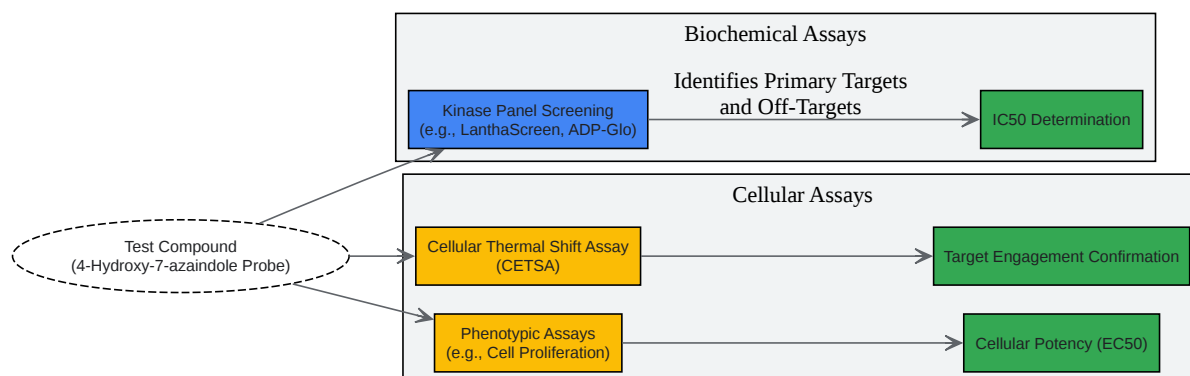 Biochemical Assays
Identifies Primary Targets
and Off-Targets
Kinase Panel Screening
(e.g., LanthaScreen, ADP-Glo)
IC50 Determination
Cellular Assays
Test Compound
(4-Hydroxy-7-azaindole Probe)
Cellular Thermal Shift Assay
(CETSA)
Target Engagement Confirmation
Phenotypic Assays
(e.g., Cell Proliferation)
Cellular Potency (EC50)